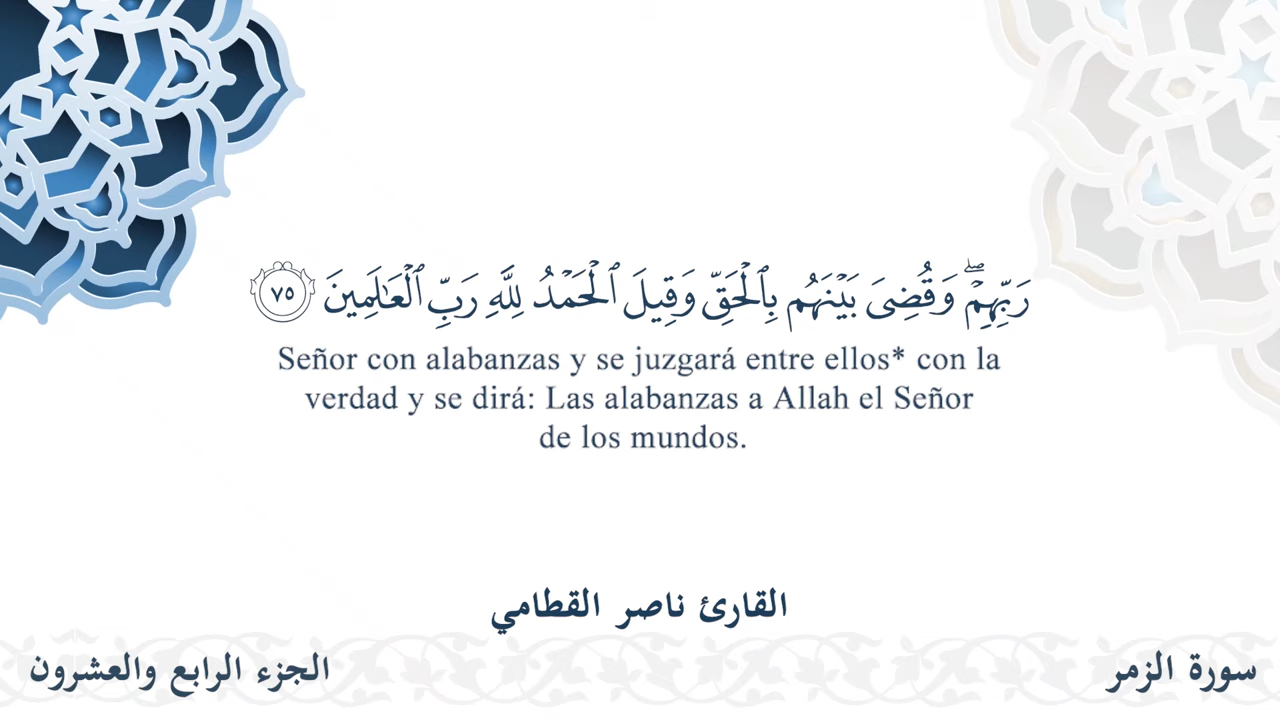 رَبِّهِمْۖ وَقُضِىَ بَيْنَهُم بِٱلْحَقِّ وَقِيلَ ٱلْحَمْدُ لِلَّهِ رَبِّ ٱلْعَٰلَمِينَ ٧٥
Señor con alabanzas y se juzgará entre ellos* con la
verdad y se dirá: Las alabanzas a Allah el Señor
de los mundos.
القارئ ناصر القطامي
سورة الزمر
الجزء الرابع والعشرون